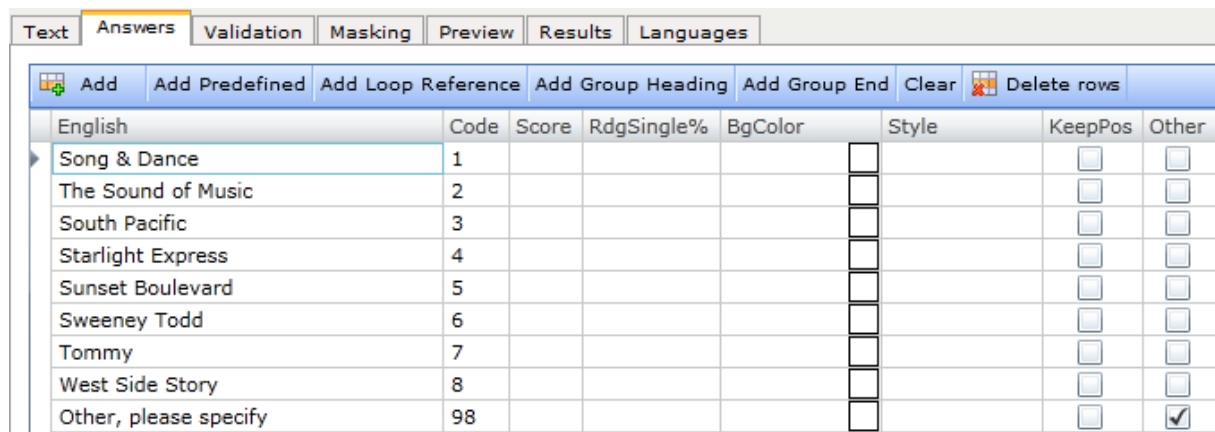 Text Answers Validation Masking Preview Results Languages
Add Add Predefined Add Loop Reference Add Group Heading Add Group End Clear Delete rows
English Code Score RdgSingle% BgColor Style KeepPos Other
Song & Dance 1
The Sound of Music 2
South Pacific 3
Starlight Express 4
Sunset Boulevard 5
Sweeney Todd 6
Tommy 7
West Side Story 8
Other, please specify 98